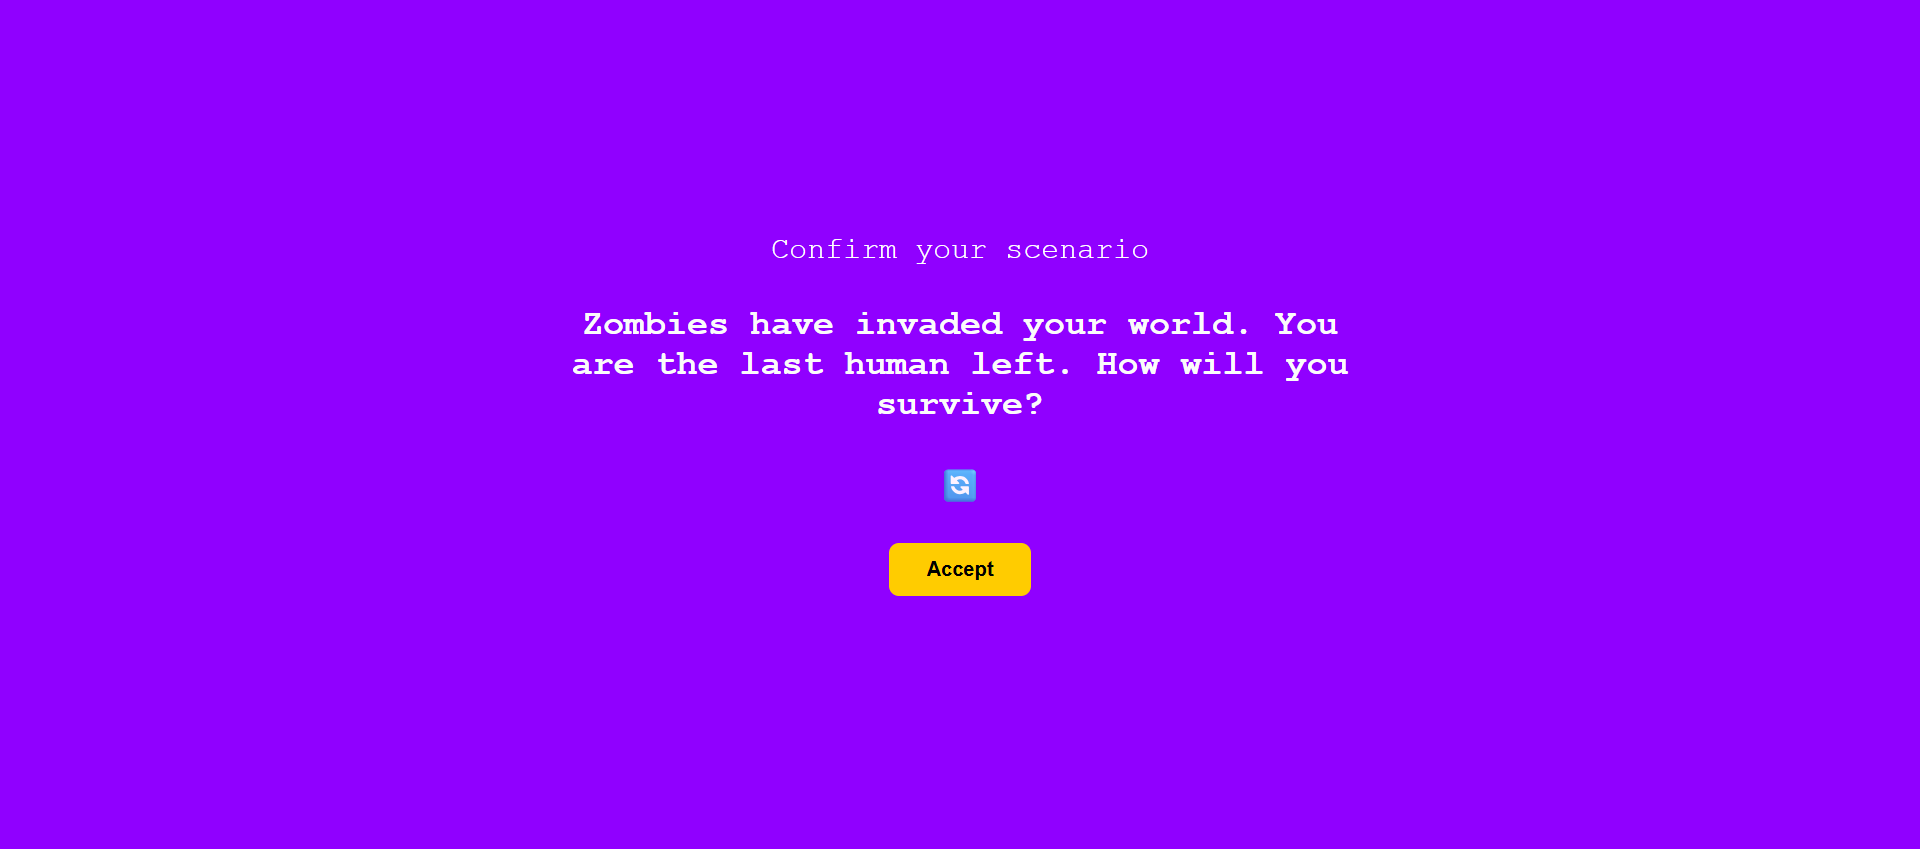 Confirm your scenario
Zombies have invaded your world. You
are the last human left. How will you
survive?
Accept